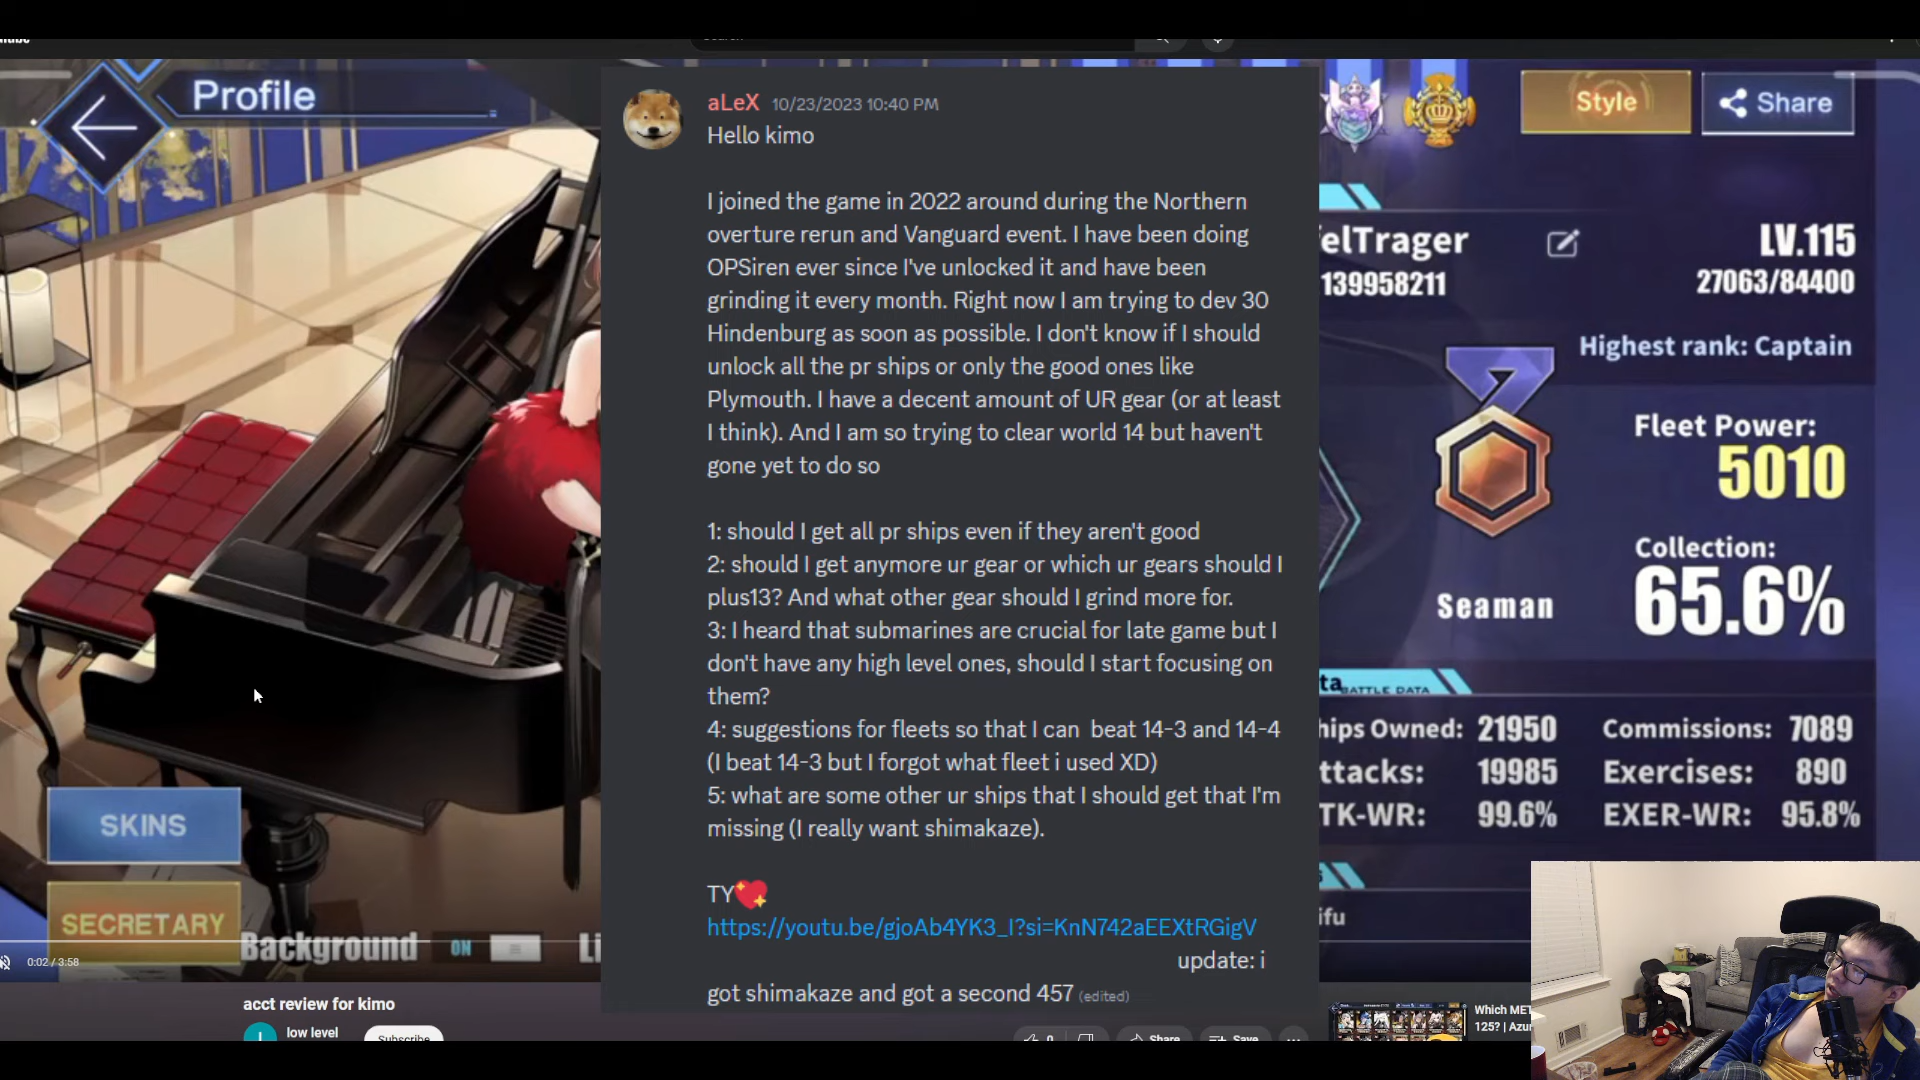 Profile
aLeX 10/23/2023 10:40 PM
Hello kimo
I joined the game in 2022 around during the Northern
overture rerun and Vanguard event. I have been doing
OPSiren ever since I've unlocked it and have been
grinding it every month. Right now I am trying to dev 30
Hindenburg as soon as possible. I don't know if I should
unlock all the pr ships or only the good ones like
Plymouth. I have a decent amount of UR gear (or at least
I think). And I am so trying to clear world 14 but haven't
gone yet to do so
1: should I get all pr ships even if they aren't good
2: should I get anymore ur gear or which ur gears should I
plus13? And what other gear should I grind more for.
3: I heard that submarines are crucial for late game but I
don't have any high level ones, should I start focusing on
them?
4: suggestions for fleets so that I can beat 14-3 and 14-4
(I beat 14-3 but I forgot what fleet i used XD)
5: what are some other ur ships that I should get that I'm
missing (I really want shimakaze).
TY
https://youtu.be/gjoAb4YK3_I?si=KnN742aEEXtRGigV
update: i
got shimakaze and got a second 457 (edited)
Style
Share
elTrager
LV.115
139958211
27063/84400
Highest rank: Captain
Fleet Power:
5010
Collection:
65.6%
Seaman
ta BATTLE DATA
hips Owned: 21950
Commissions: 7089
ttacks: 19985
Exercises: 890
TK-WR: 99.6%
EXER-WR: 95.8%
ifu
SKINS
SECRETARY
Background ON
Li
0:02 / 3:58
acct review for kimo
low level
Subscribe
0
Share
Save
...
Which MET
125? | Azur